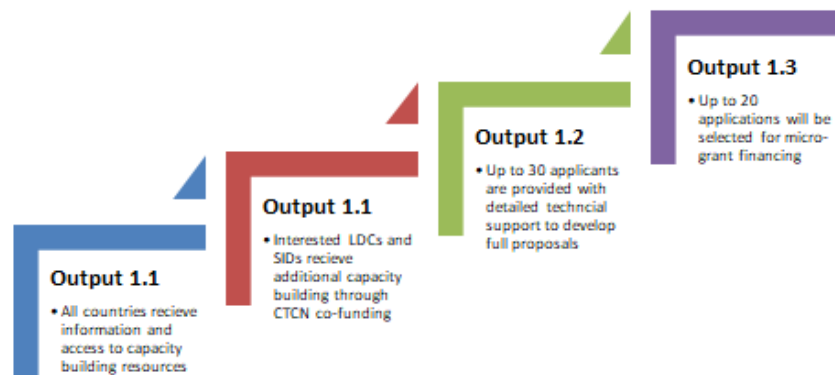 Output 1.1
• All countries recieve
information and
access to capacity
building resources
Output 1.1
• Interested LDCs and
SIDs recieve
additional capacity
building through
CTCN co-funding
Output 1.2
• Up to 30 applicants
are provided with
detailed techncial
support to develop
full proposals
Output 1.3
• Up to 20
applications will be
selected for micro-
grant financing